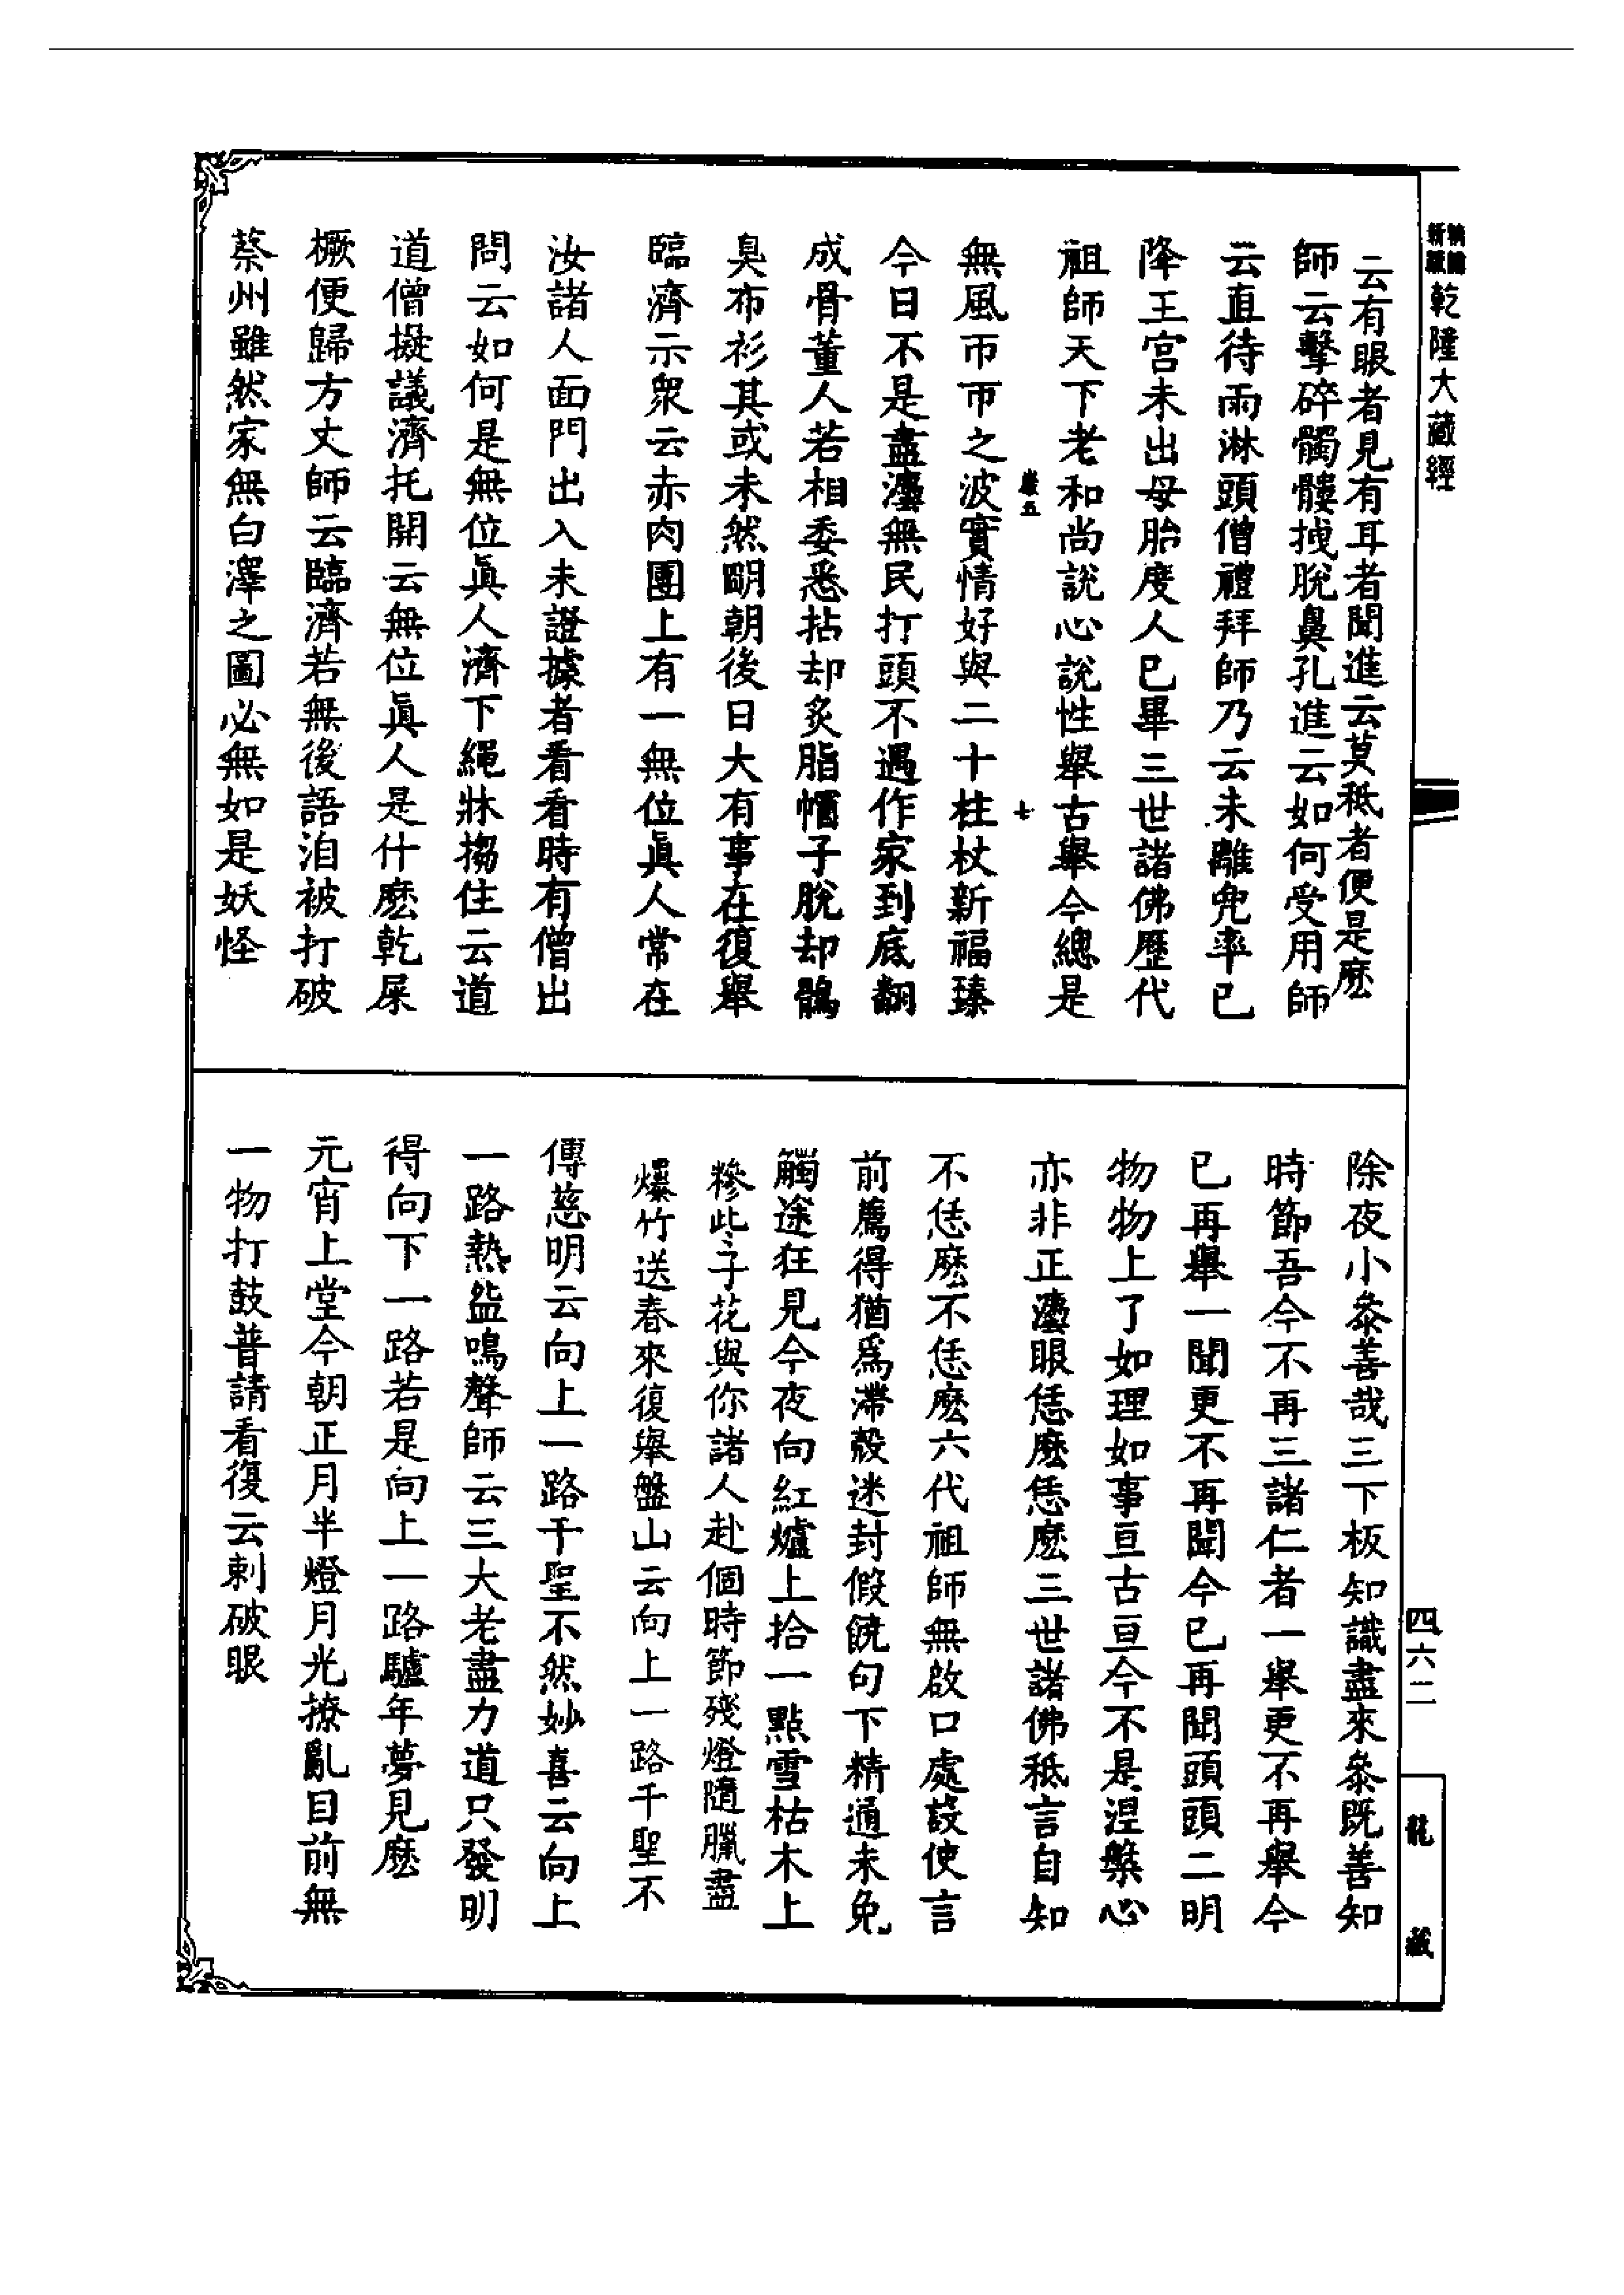 乾隆大藏經
云有眼者見有耳者聞進云莫秪者便是麽
師云擊碎髑髏拽脫鼻孔進云如何受用師
云直待雨淋頭僧禮拜師乃云未離兜率已
降王宮未出母胎度人已畢三世諸佛歷代
祖師天下老和尚說心說性舉古舉今總是
嚴五
七
無風帀帀之波實情好與二十柱杖新福臻
今日不是盡瀍無民打頭不遇作家到底翻
成骨董人若相委悉拈却炙脂帽子脫却鶻
臭布衫其或未然明朝後日大有事在復舉
臨濟示眾云赤肉團上有一無位眞人常在
汝諸人面門出入未證據者看看時有僧出
問云如何是無位眞人濟下繩牀搊住云道
道僧擬議濟托開云無位眞人是什麽乾屎
橛便歸方丈師云臨濟若無後語洎被打破
蔡州雖然家無白澤之圖必無如是妖怪
除夜小叅善哉三下板知識盡來叅既善知
時節吾今不再三諸仁者一舉更不再舉今
已再舉一聞更不再聞今已再聞頭頭二明
物物上了如理如事亘古亘今不是涅槃心
亦非正瀍眼恁麽恁麽三世諸佛秪言自知
不恁麽不恁麽六代祖師無啟口處設使言
前薦得猶爲滯殼迷封假饒句下精通未免
觸途狂見今夜向紅爐上拾一點雪枯木上
糝此子花與你諸人赴個時節殘燈隨臘盡
爆竹送春來復舉盤山云向上一路千聖不
傳慈明云向上一路千聖不然妙喜云向上
一路熱盌鳴聲師云三大老盡力道只發明
得向下一路若是向上一路驢年夢見麽
元宵上堂今朝正月半燈月光撩亂目前無
一物打鼓普請看復云刺破眼
四六二
龍藏